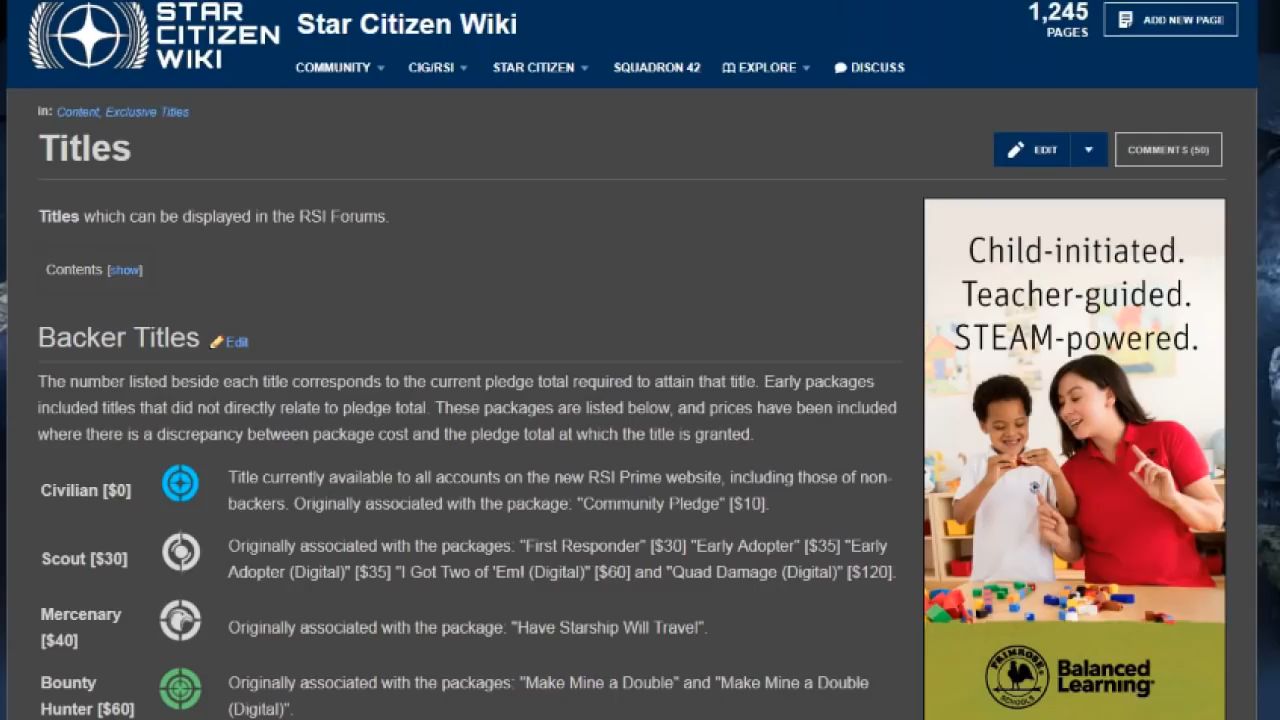 STAR
CITIZEN
WIKI
Star Citizen Wiki
1,245
PAGES
ADD NEW PAGE
COMMUNITY
CIG/RSI
STAR CITIZEN
SQUADRON 42
EXPLORE
DISCUSS
in: Content, Exclusive Titles
Titles
EDIT
COMMENTS (50)
Titles which can be displayed in the RSI Forums.
Contents [show]
Backer Titles Edit
The number listed beside each title corresponds to the current pledge total required to attain that title. Early packages
included titles that did not directly relate to pledge total. These packages are listed below, and prices have been included
where there is a discrepancy between package cost and the pledge total at which the title is granted.
Civilian [$0]
Title currently available to all accounts on the new RSI Prime website, including those of non-
backers. Originally associated with the package: "Community Pledge" [$10].
Scout [$30]
Originally associated with the packages: "First Responder" [$30] "Early Adopter" [$35] "Early
Adopter (Digital)" [$35] "I Got Two of 'Em! (Digital)" [$60] and "Quad Damage (Digital)" [$120].
Mercenary
[$40]
Originally associated with the package: "Have Starship Will Travel".
Bounty
Hunter [$60]
Originally associated with the packages: "Make Mine a Double" and "Make Mine a Double
(Digital)".
Child-initiated.
Teacher-guided.
STEAM-powered.
PRIMROSE
SCHOOLS
Balanced
Learning